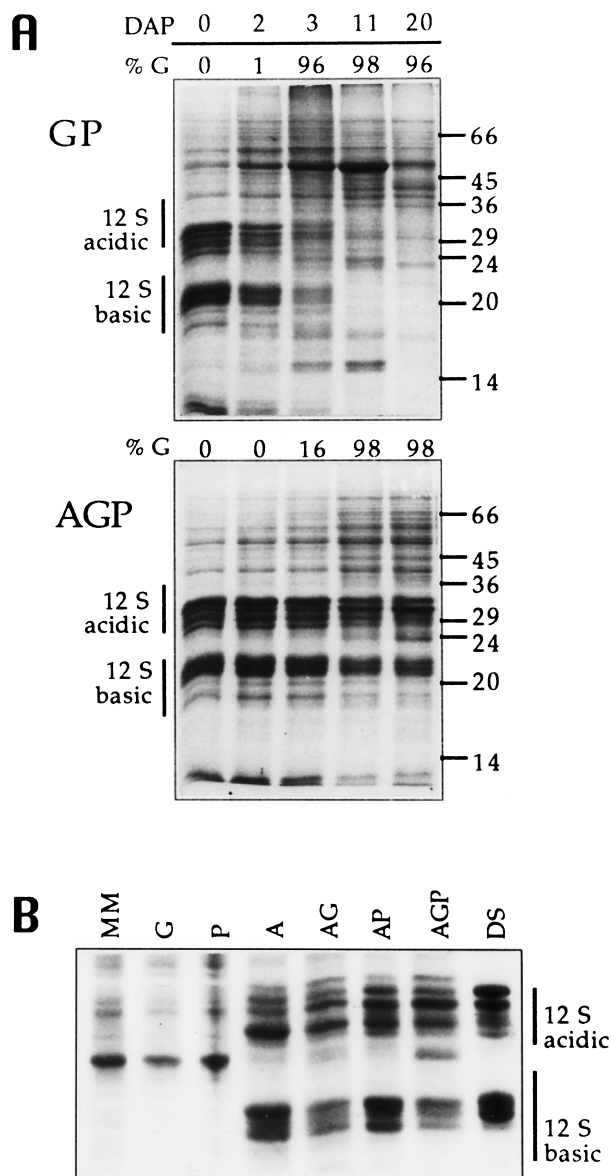 A
DAP 0 2 3 11 20
% G 0 1 96 98 96
GP
66
45
36
12 S
acidic
29
24
12 S
basic
20
14
% G 0 0 16 98 98
AGP
66
45
36
12 S
acidic
29
24
12 S
basic
20
14
B
MM G P A AG AP AGP DS
12 S
acidic
12 S
basic